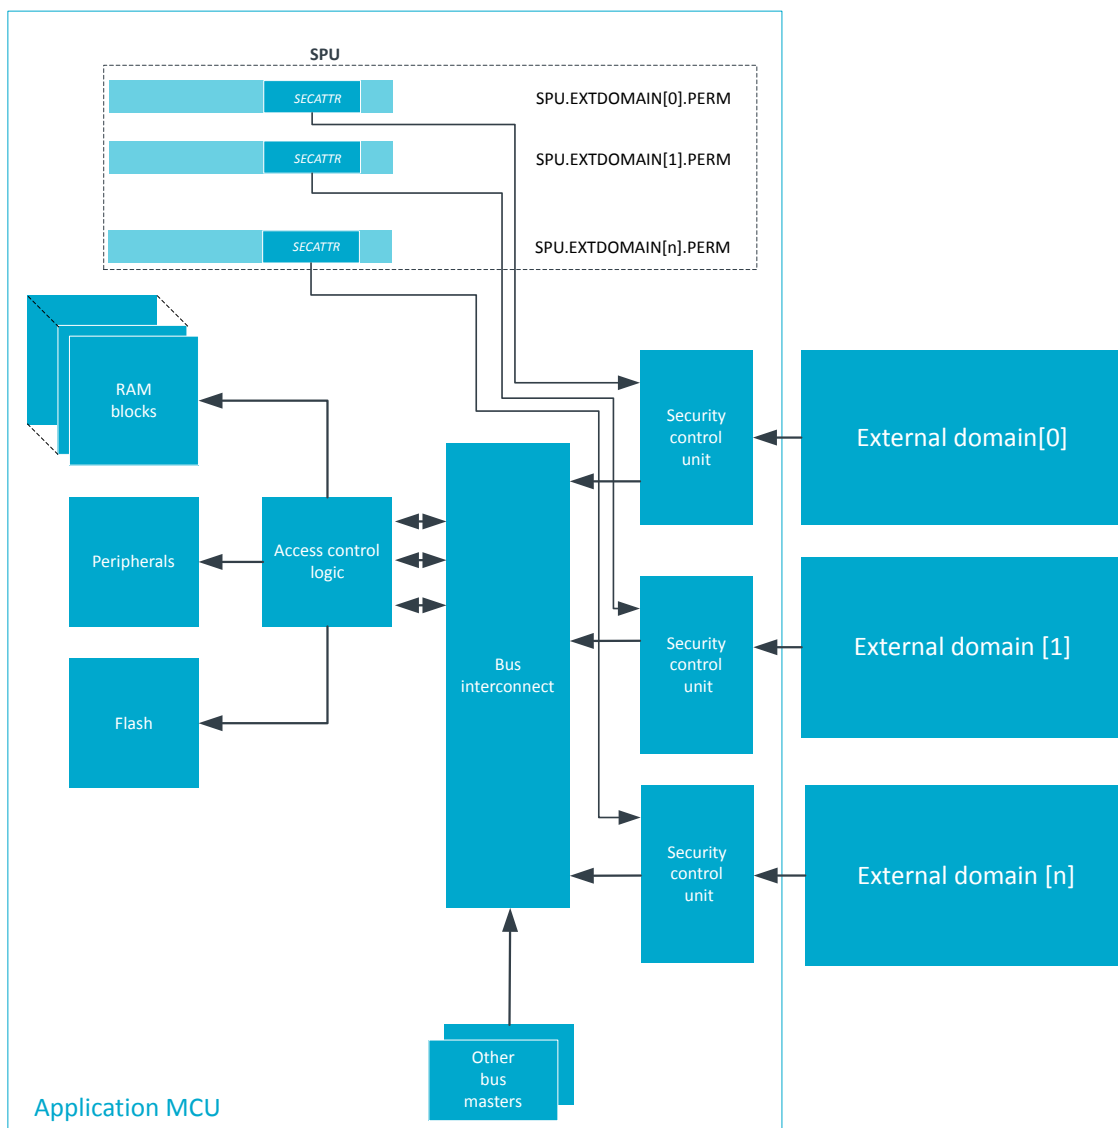 SPU
SECATTR
SPU.EXTDOMAIN[0].PERM
SECATTR
SPU.EXTDOMAIN[1].PERM
SECATTR
SPU.EXTDOMAIN[n].PERM
RAM
blocks
Security
control
unit
External domain[0]
Peripherals
Access control
logic
Bus
interconnect
Security
control
unit
External domain [1]
Flash
Security
control
unit
External domain [n]
Other
bus
masters
Application MCU